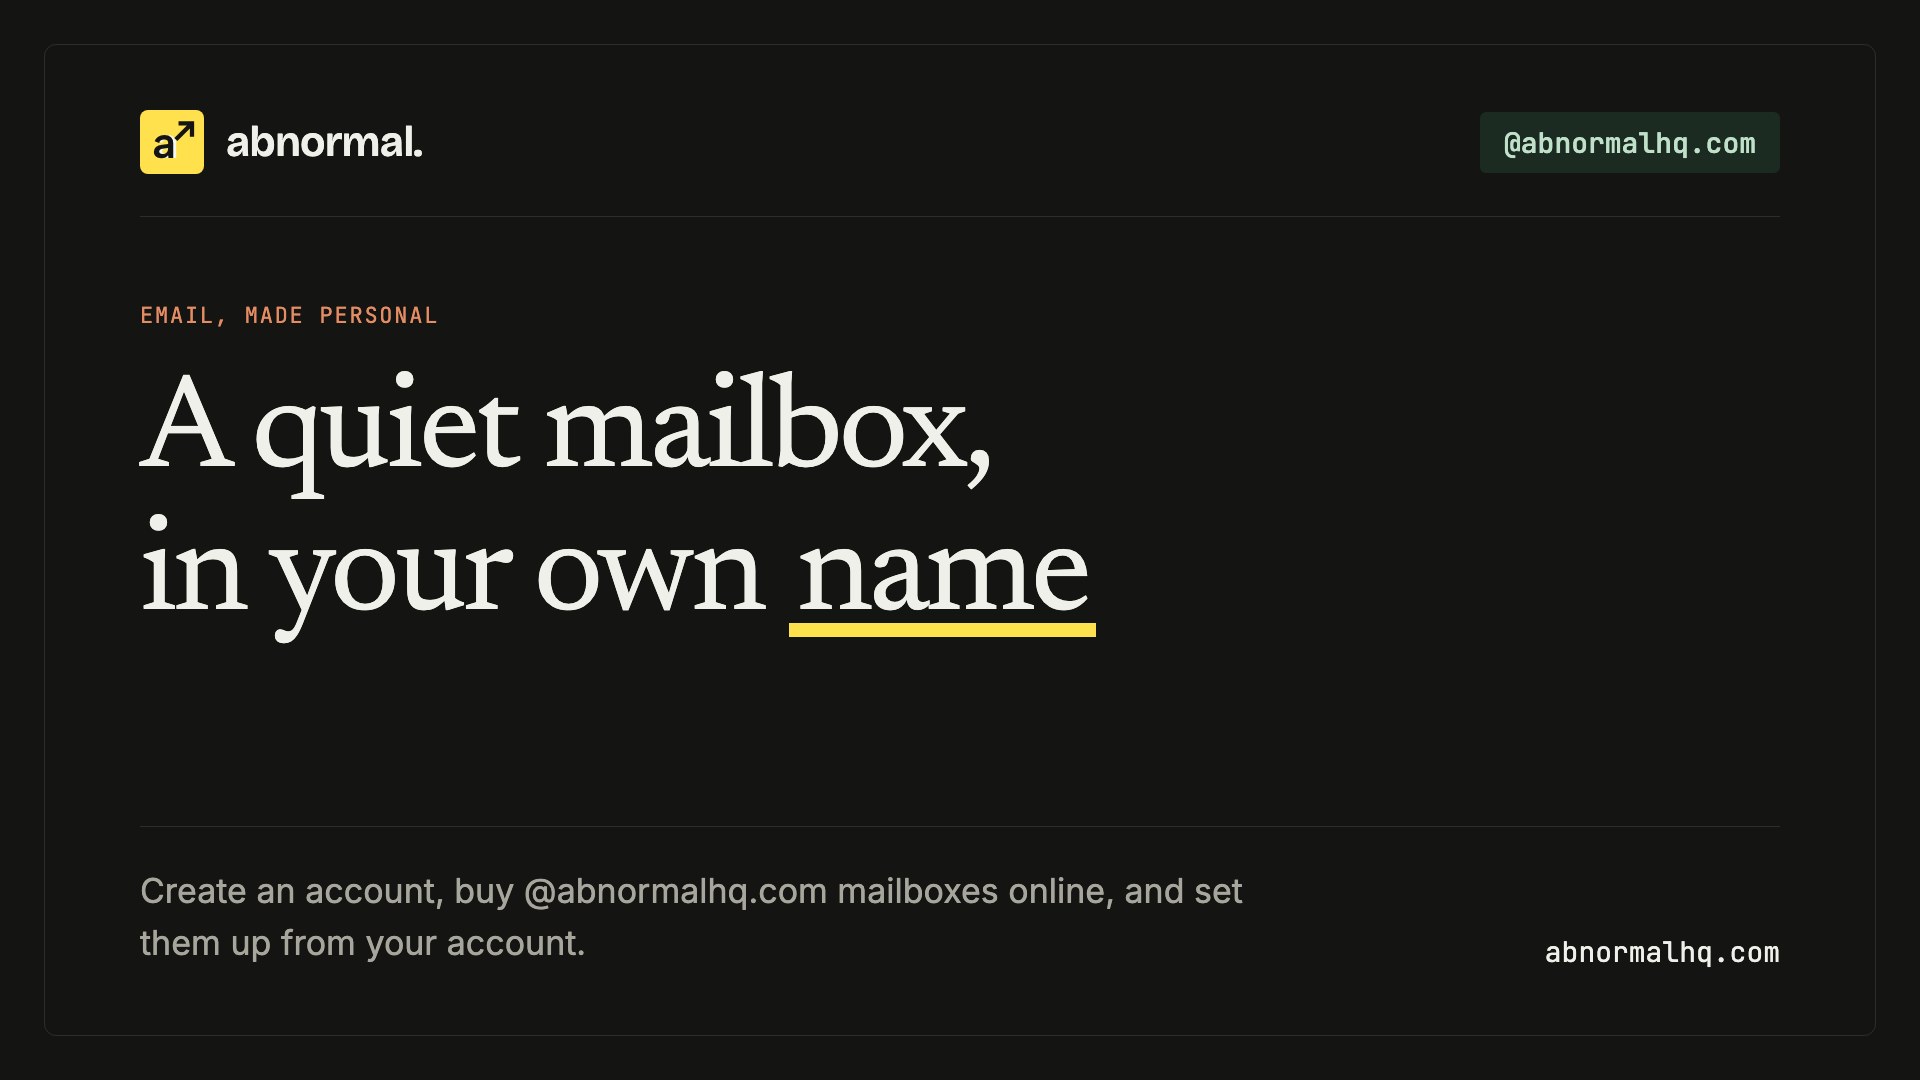 a
abnormal.
@abnormalhq.com
EMAIL, MADE PERSONAL
A quiet mailbox,
in your own name
Create an account, buy @abnormalhq.com mailboxes online, and set
them up from your account.
abnormalhq.com